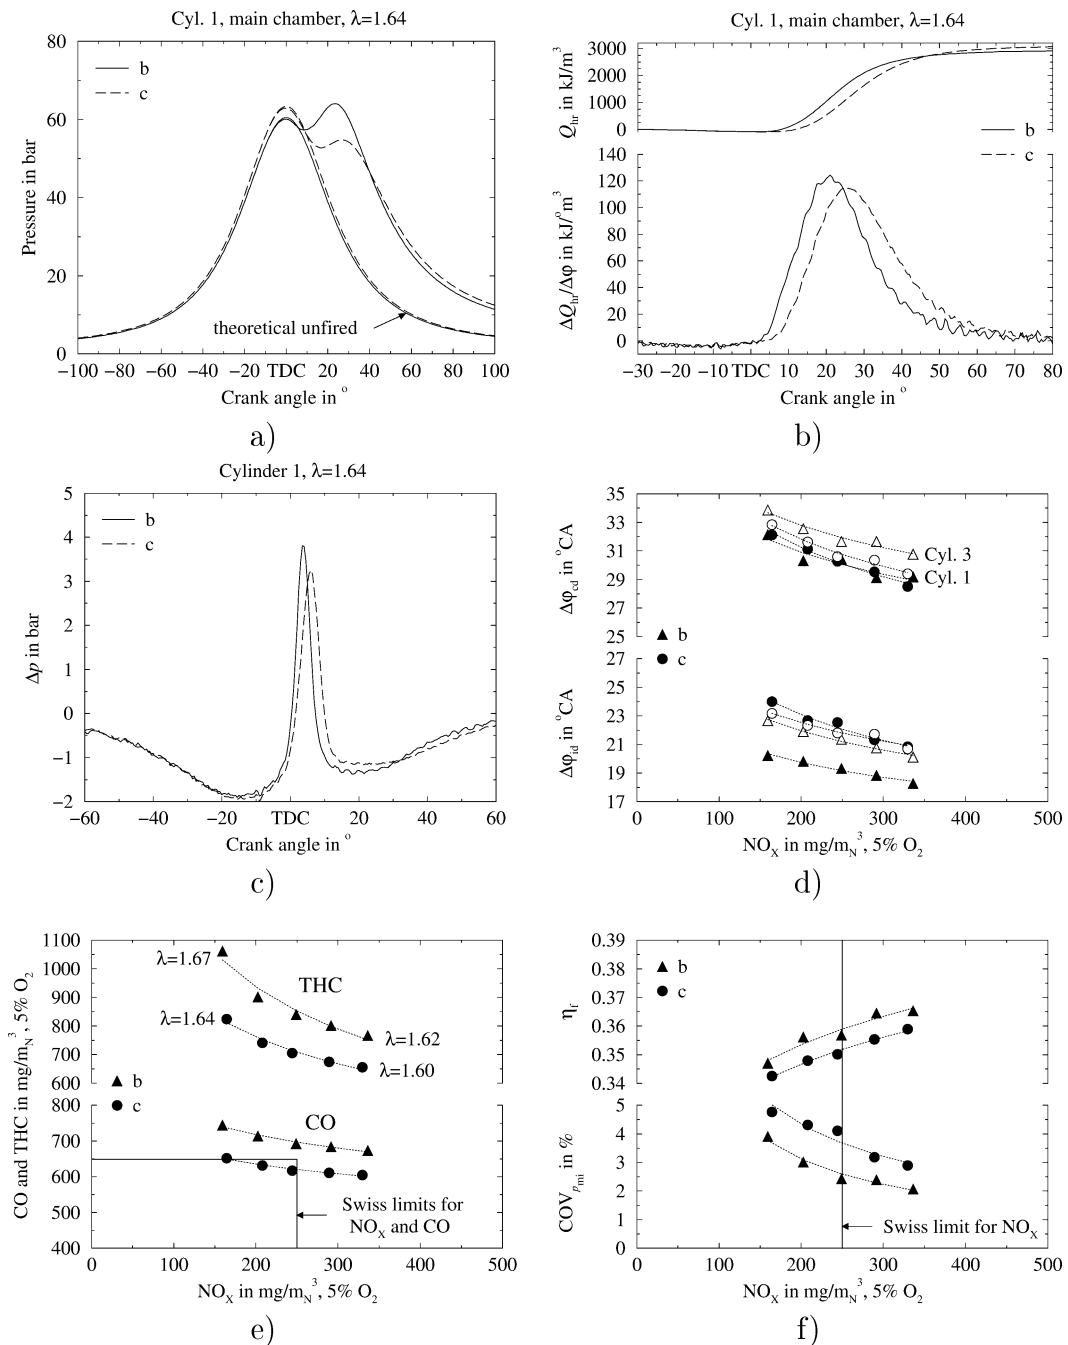 Cyl. 1, main chamber, λ=1.64
80
60
40
20
0
Pressure in bar
b
c
theoretical unfired
−100 −80 −60 −40 −20 TDC 20 40 60 80 100
Crank angle in °
a)
Cyl. 1, main chamber, λ=1.64
3000
2000
1000
0
Q_hr in kJ/m³
b
c
140
120
100
80
60
40
20
0
ΔQ_hr/Δφ in kJ/°m³
−30 −20 −10 TDC 10 20 30 40 50 60 70 80
Crank angle in °
b)
Cylinder 1, λ=1.64
5
4
3
2
1
0
−1
−2
Δp in bar
b
c
−60 −40 −20 TDC 20 40 60
Crank angle in °
c)
35
33
31
29
27
25
Δφ_cd in °CA
Cyl. 3
Cyl. 1
b
c
27
25
23
21
19
17
Δφ_id in °CA
0 100 200 300 400 500
NO_X in mg/m_N³, 5% O₂
d)
1100
1000
900
800
700
600
CO and THC in mg/m_N³, 5% O₂
λ=1.67
THC
λ=1.64
λ=1.62
λ=1.60
b
c
800
700
600
500
400
CO
Swiss limits for
NO_X and CO
0 100 200 300 400 500
NO_X in mg/m_N³, 5% O₂
e)
0.39
0.38
0.37
0.36
0.35
0.34
η_f
b
c
5
4
3
2
1
0
COV_pmi in %
Swiss limit for NO_X
0 100 200 300 400 500
NO_X in mg/m_N³, 5% O₂
f)